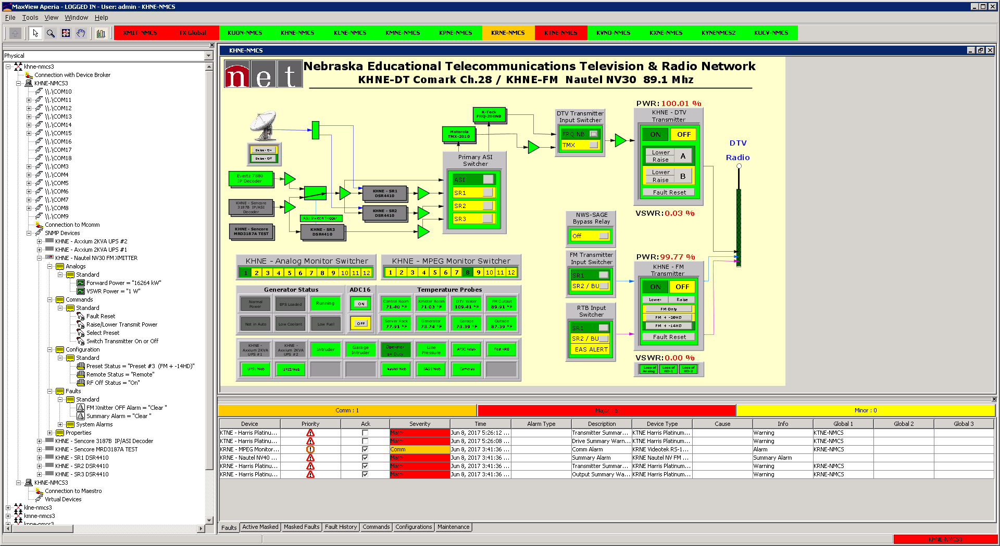 MaxView Aperia - LOGGED IN - User: admin - KHNE-NMCS
File Tools View Window Help
XMIT-NMCS TX Global KUON-NMCS KHNE-NMCS KLNE-NMCS KMNE-NMCS KPNE-NMCS KRNE-NMCS KTNE-NMCS KVNO-NMCS KXNE-NMCS KYNENMCS2 KUCV-NMCS
Physical
khne-nmcs3
Connection with Device Broker
KHNE-NMCS3
\\.\COM10
\\.\COM11
\\.\COM12
\\.\COM13
\\.\COM14
\\.\COM15
\\.\COM16
\\.\COM17
\\.\COM18
\\.\COM3
\\.\COM4
\\.\COM5
\\.\COM6
\\.\COM7
\\.\COM8
\\.\COM9
Connection to Mcomm
SNMP Devices
KHNE - Axxium 2KVA UPS #2
KHNE - Axxium 2KVA UPS #1
KHNE - Nautel NV30 FM XMITTER
Analogs
Standard
Forward Power = "16264 kW"
VSWR Power = "1 W"
Commands
Standard
Fault Reset
Raise/Lower Transmit Power
Select Preset
Switch Transmitter On or Off
Configuration
Standard
Preset Status = "Preset #3 (FM + -14HD)"
Remote Status = "Remote"
RF Off Status = "On"
Faults
Standard
FM Xmitter OFF Alarm = "Clear "
Summary Alarm = "Clear "
System Alarms
Properties
KHNE - Sencore 3187B IP/ASI Decoder
KHNE - Sencore MRD3187A TEST
KHNE - SR1 DSR4410
KHNE - SR2 DSR4410
KHNE - SR3 DSR4410
KHNE-NMCS3
Connection to Maestro
Virtual Devices
klne-nmcs3
kmne-nmcs3
kpne-nmcs3
KHNE-NMCS
net
Nebraska Educational Telecommunications Television & Radio Network
KHNE-DT Comark Ch.28 / KHNE-FM Nautel NV30 89.1 Mhz
Deicer On
Deicer Off
Evertz 7880
IP Decoder
KHNE - Sencore
3187B IP/ASI
Decoder
KHNE - Sencore
MRD3187A TEST
ASI Switch Trigger
KHNE - SR1
DSR4410
KHNE - SR2
DSR4410
KHNE - SR3
DSR4410
K-Teck
FRQ-200NB
Motorola
TMX-2010
Primary ASI
Switcher
ASI
SR1
SR2
SR3
DTV Transmitter
Input Switcher
FRQ NB
TMX
PWR: 100.01 %
KHNE - DTV
Transmitter
ON OFF
Lower
Raise
A
Lower
Raise
B
Fault Reset
VSWR: 0.03 %
DTV
Radio
NWS-SAGE
Bypass Relay
Off
FM Transmitter
Input Switcher
SR1
SR2 / BU
RTB Input
Switcher
SR1
SR2 / BU
EAS ALERT
PWR: 99.77 %
KHNE - FM
Transmitter
ON OFF
Lower Raise
FM Only
FM + -20HD
FM + -14HD
Fault Reset
VSWR: 0.00 %
Loss of Analog
Loss of HD-1
Loss of HD-2
KHNE - Analog Monitor Switcher
1 2 3 4 5 6 7 8 9 10 11 12
KHNE - MPEG Monitor Switcher
1 2 3 4 5 6 7 8 9 10 11 12
Generator Status
Normal Power
EPS Loaded
Running
Not in Auto
Low Coolant
Low Fuel
ADC16
ON
OFF
Temperature Probes
Control Room 71.40 °F
Xmitter Room 71.03 °F
DTV Water 109.41 °F
FM Output 89.91 °F
Server Rack 77.91 °F
Generator 78.74 °F
Garage 78.39 °F
Outside 87.39 °F
KHNE - Axxium 2KVA UPS #1
KHNE - Axxium 2KVA UPS #2
Intruder
Garage Intruder
Operator on Duty
Line Pressure
ATSC Relay
Test MRD
UPS1 Web
UPS2 Web
Nautel Web
SAGE Web
Cameras
Comm : 1 Major : 5 Minor : 0
Device Priority Ack Severity Time Alarm Type Description Device Type Cause Info Global 1 Global 2 Global 3
KTNE - Harris Platinu... Major Jun 8, 2017 5:26:12 ... Transmitter Summar... KTNE Harris Platinum... Warning KTNE-NMCS
KTNE - Harris Platinu... Major Jun 8, 2017 5:26:08 ... Drive Summary Warn... KTNE Harris Platinum... Warning KTNE-NMCS
KRNE - MPEG Monitor... Comm Jun 8, 2017 3:41:36 ... Comm Alarm KRNE Videotek RS-1... Alarm KRNE-NMCS
KRNE - Nautel NV40 ... Major Jun 8, 2017 3:41:36 ... Summary Alarm KRNE Nautel NV FM ... Summary Alarm
KRNE - Harris Platinu... Major Jun 8, 2017 3:41:36 ... Transmitter Summar... KRNE Harris Platinum... Warning KRNE-NMCS
KRNE - Harris Platinu... Major Jun 8, 2017 3:41:36 ... Output Summary Wa... KRNE Harris Platinum... Warning KRNE-NMCS
Faults Active Masked Masked Faults Fault History Commands Configurations Maintenance
KHNE-NMCS3